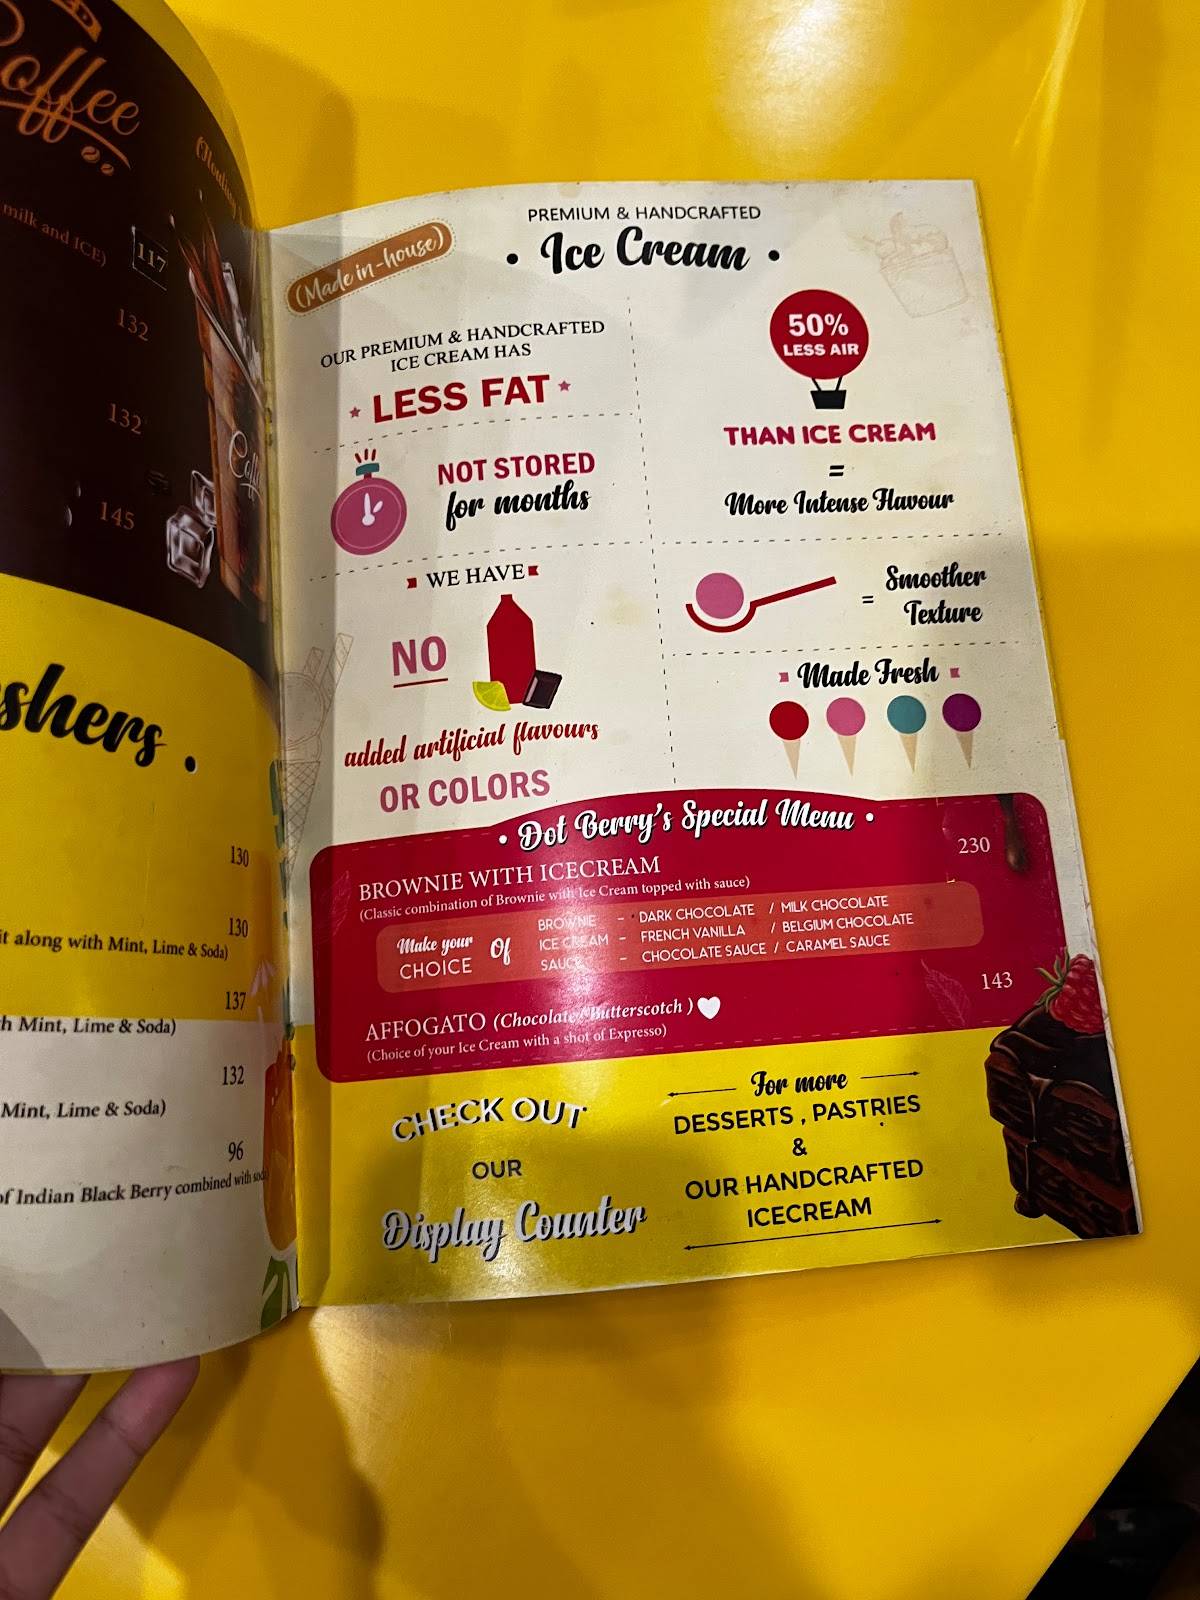 Coffee
milk and ICE)
117
132
132
145
shers.
130
130
it along with Mint, Lime & Soda)
137
h Mint, Lime & Soda)
132
Mint, Lime & Soda)
96
of Indian Black Berry combined with soda
(Made in-house)
PREMIUM & HANDCRAFTED
• Ice Cream •
OUR PREMIUM & HANDCRAFTED
ICE CREAM HAS
LESS FAT
NOT STORED
for months
WE HAVE
NO
added artificial flavours
OR COLORS
50%
LESS AIR
THAN ICE CREAM
=
More Intense Flavour
= Smoother
Texture
Made Fresh
• Dot Berry's Special Menu •
BROWNIE WITH ICECREAM 230
(Classic combination of Brownie with Ice Cream topped with sauce)
Make your
CHOICE
Of
BROWNIE - DARK CHOCOLATE / MILK CHOCOLATE
ICE CREAM - FRENCH VANILLA / BELGIUM CHOCOLATE
SAUCE - CHOCOLATE SAUCE / CARAMEL SAUCE
AFFOGATO (Chocolate / Butterscotch ) 143
(Choice of your Ice Cream with a shot of Expresso)
CHECK OUT
OUR
Display Counter
For more
DESSERTS , PASTRIES
&
OUR HANDCRAFTED
ICECREAM